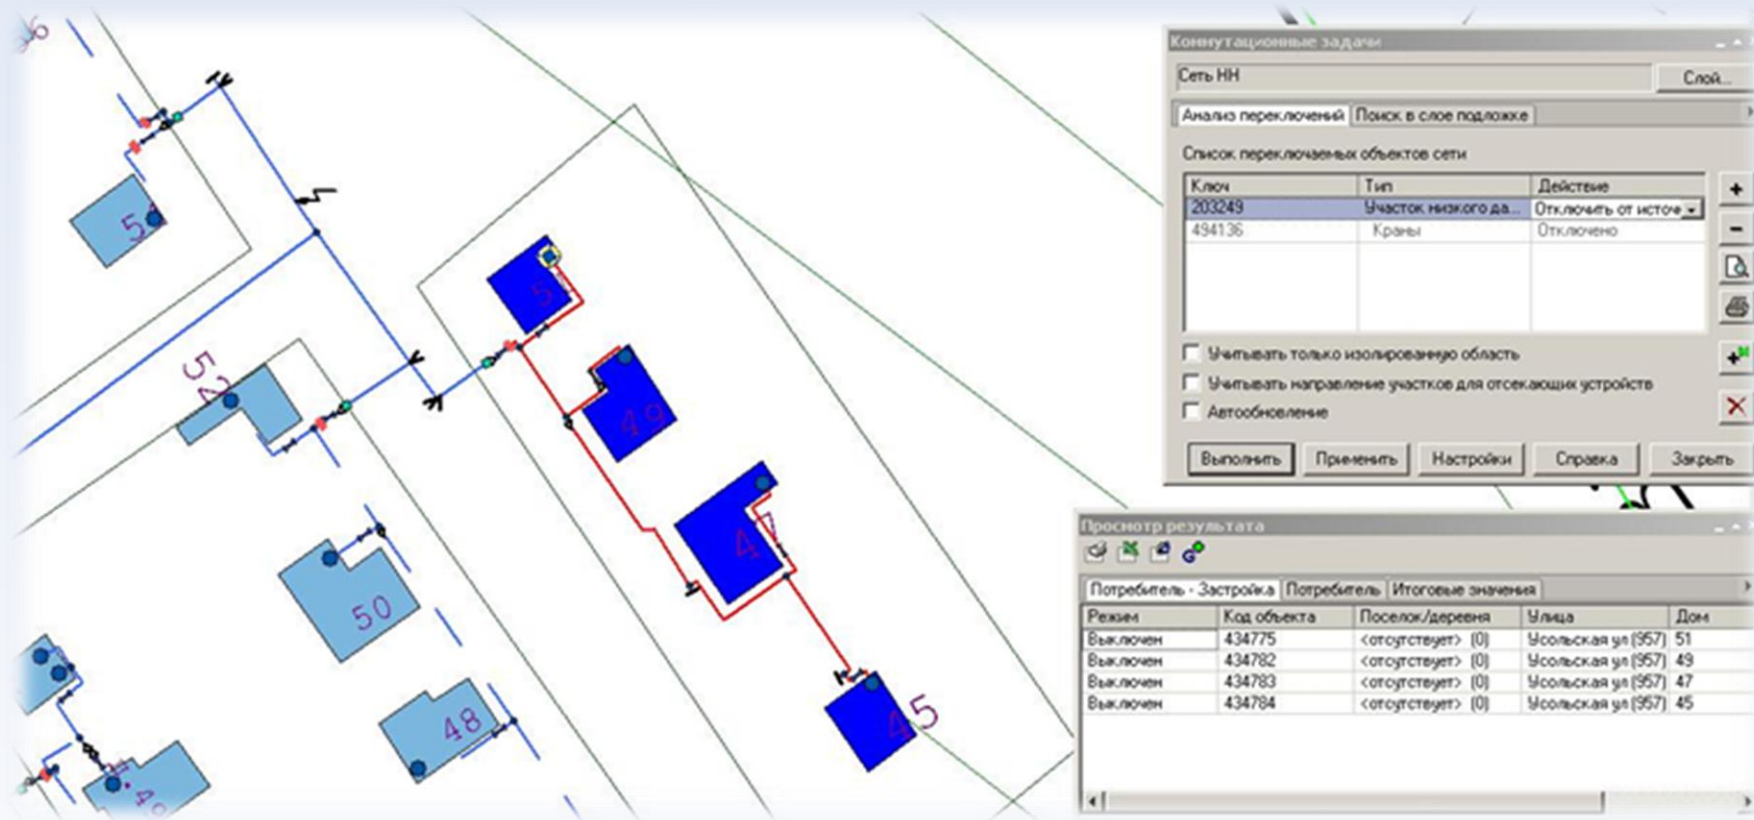 Коммутационные задачи
Сеть НН
Слой...
Анализ переключений Поиск в слое подложке
Список переключаемых объектов сети
Ключ Тип Действие
203249 Участок низкого да... Отключить от источ
494136 Краны Отключено
Учитывать только изолированную область
Учитывать направление участков для отсекающих устройств
Автообновление
Выполнить Применить Настройки Справка Закрыть
Просмотр результата
Потребитель - Застройка Потребитель Итоговые значения
Режим Код объекта Поселок/деревня Улица Дом
Выключен 434775 <отсутствует> (0) Усольская ул (957) 51
Выключен 434782 <отсутствует> (0) Усольская ул (957) 49
Выключен 434783 <отсутствует> (0) Усольская ул (957) 47
Выключен 434784 <отсутствует> (0) Усольская ул (957) 45
52
49
47
50
45
48